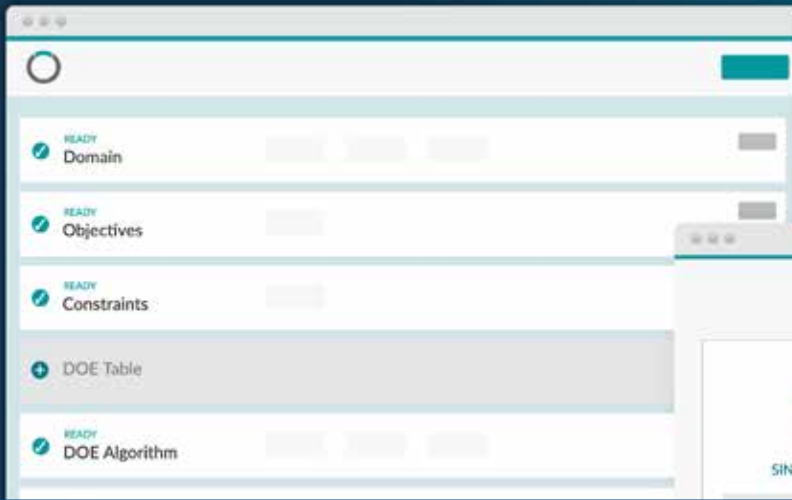 READY
Domain
READY
Objectives
READY
Constraints
DOE Table
READY
DOE Algorithm
SIN